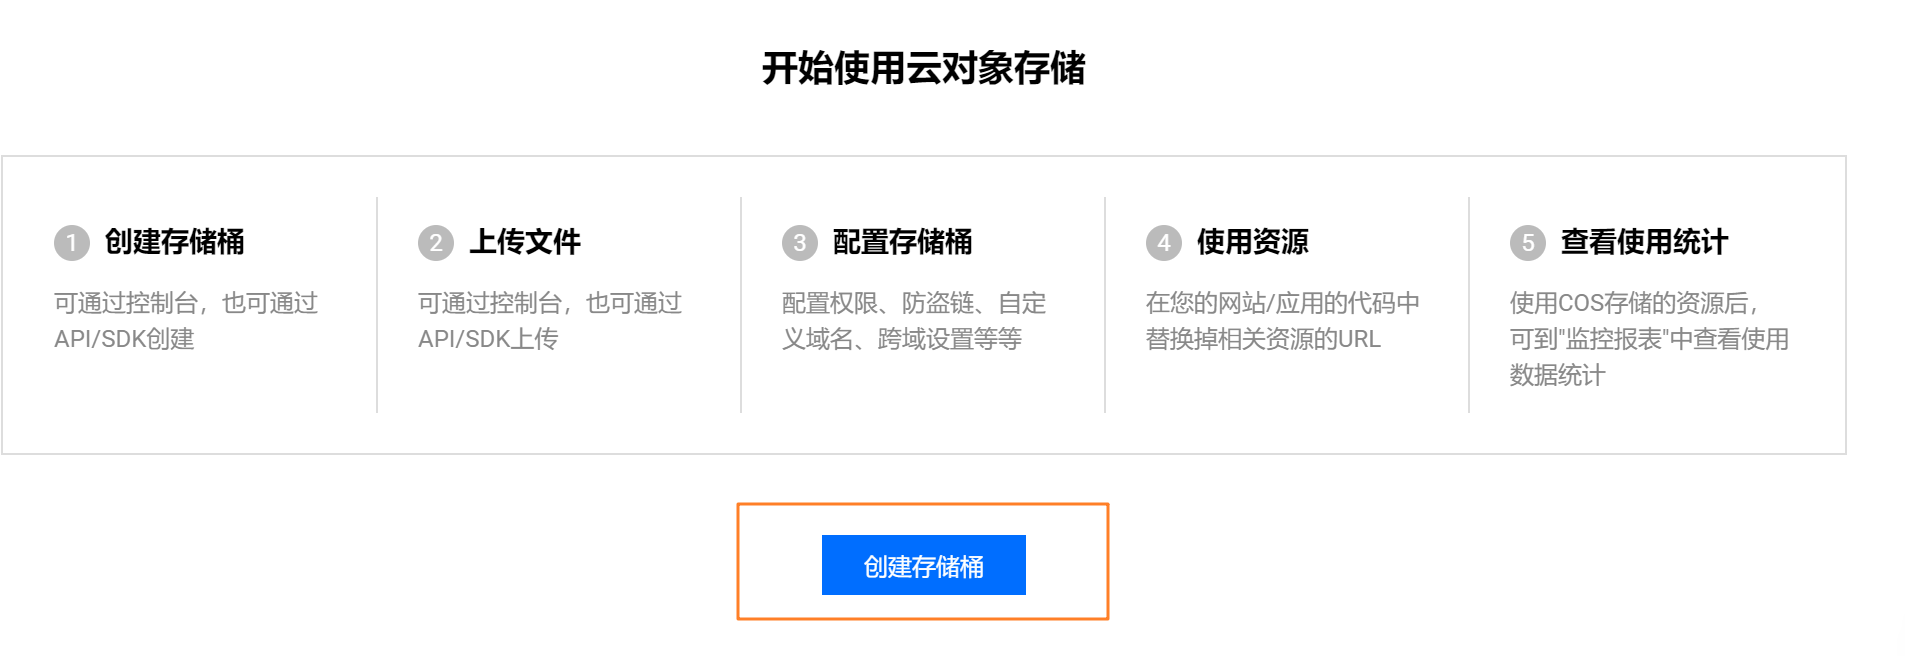 开始使用云对象存储
1 创建存储桶
可通过控制台，也可通过
API/SDK创建
2 上传文件
可通过控制台，也可通过
API/SDK上传
3 配置存储桶
配置权限、防盗链、自定
义域名、跨域设置等等
4 使用资源
在您的网站/应用的代码中
替换掉相关资源的URL
5 查看使用统计
使用COS存储的资源后，
可到"监控报表"中查看使用
数据统计
创建存储桶